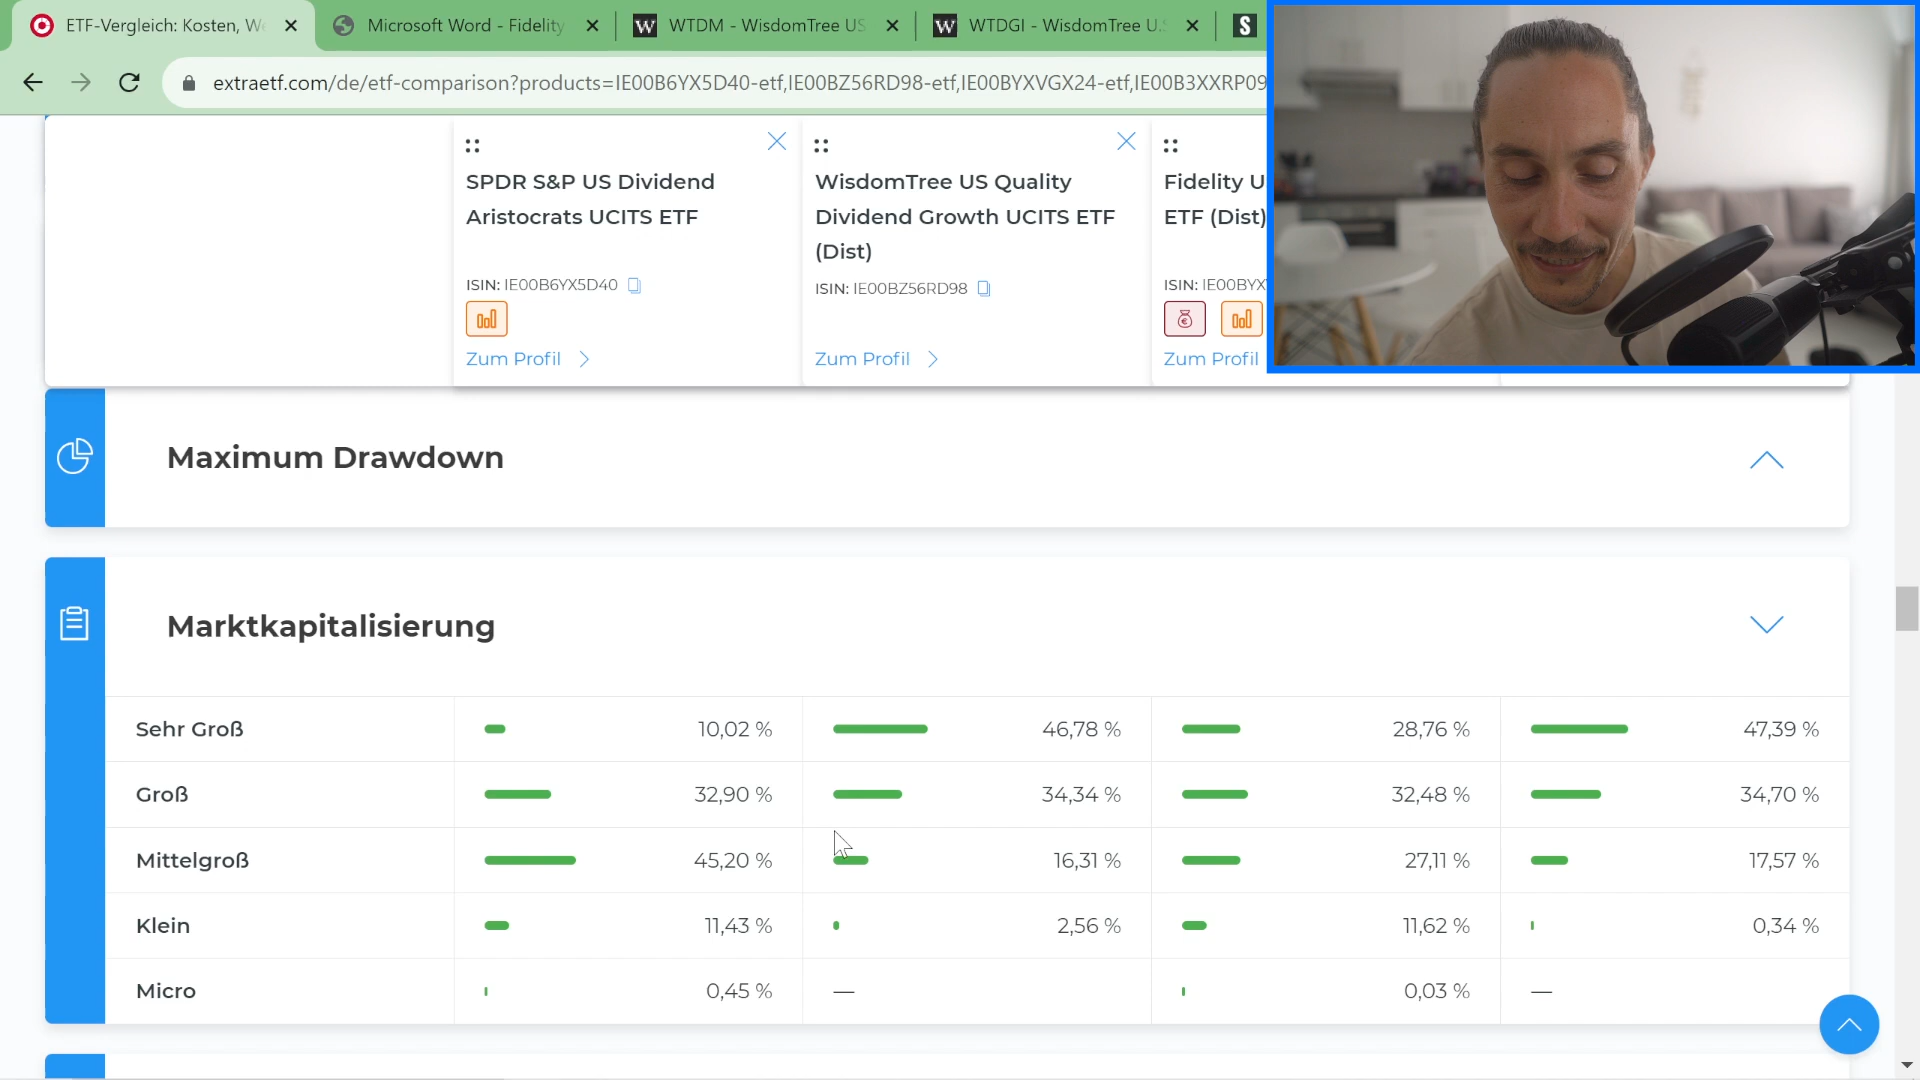 ETF-Vergleich: Kosten, We
Microsoft Word - Fidelity
WTDM - WisdomTree US
WTDGI - WisdomTree U.S
extraetf.com/de/etf-comparison?products=IE00B6YX5D40-etf,IE00BZ56RD98-etf,IE00BYXVGX24-etf,IE00B3XXRP09
SPDR S&P US Dividend
Aristocrats UCITS ETF
ISIN: IE00B6YX5D40
Zum Profil
WisdomTree US Quality
Dividend Growth UCITS ETF
(Dist)
ISIN: IE00BZ56RD98
Zum Profil
Fidelity U
ETF (Dist)
ISIN: IE00BYX
Zum Profil
Maximum Drawdown
Marktkapitalisierung
Sehr Groß 10,02 % 46,78 % 28,76 % 47,39 %
Groß 32,90 % 34,34 % 32,48 % 34,70 %
Mittelgroß 45,20 % 16,31 % 27,11 % 17,57 %
Klein 11,43 % 2,56 % 11,62 % 0,34 %
Micro 0,45 % — 0,03 % —